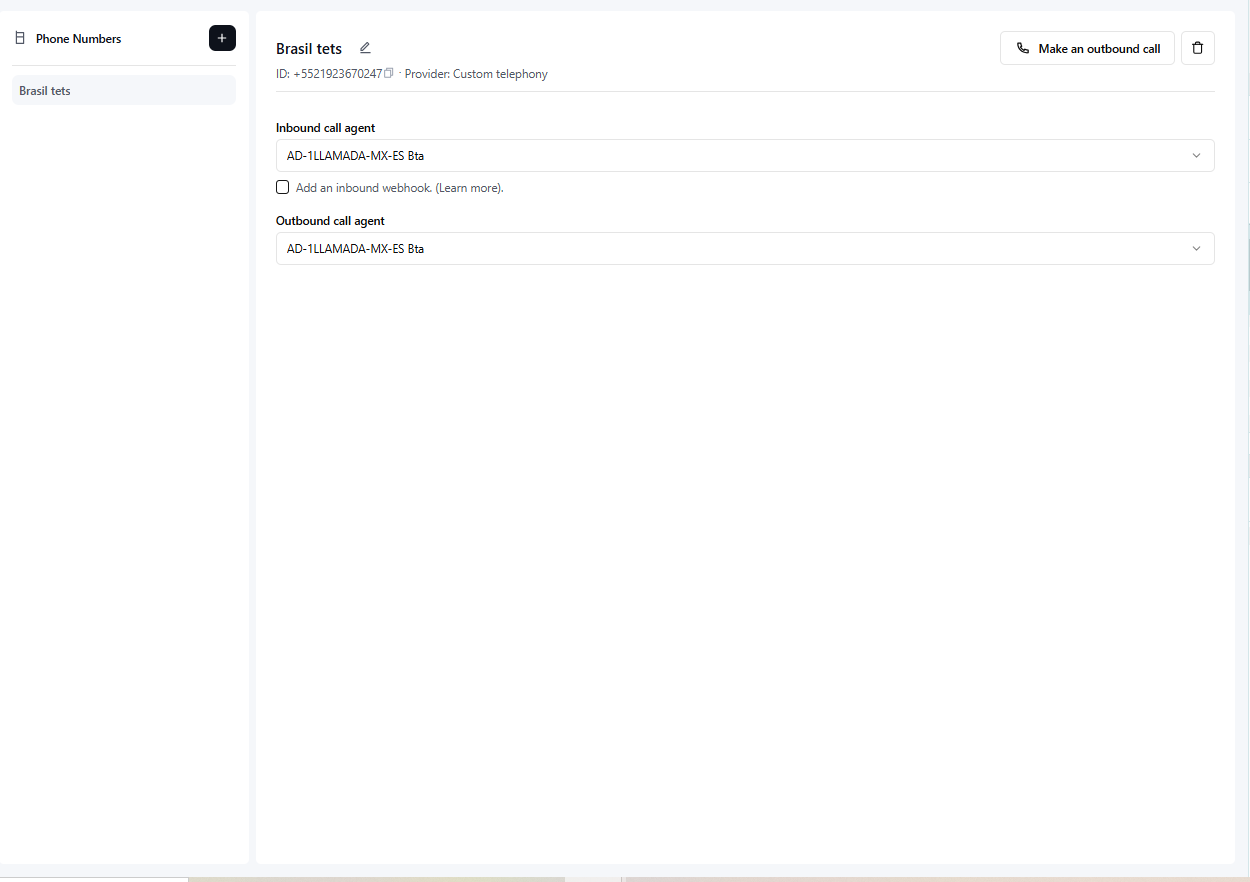 Phone Numbers
Brasil tets
Brasil tets
Make an outbound call
ID: +5521923670247 · Provider: Custom telephony
Inbound call agent
AD-1LLAMADA-MX-ES Bta
Add an inbound webhook. (Learn more).
Outbound call agent
AD-1LLAMADA-MX-ES Bta